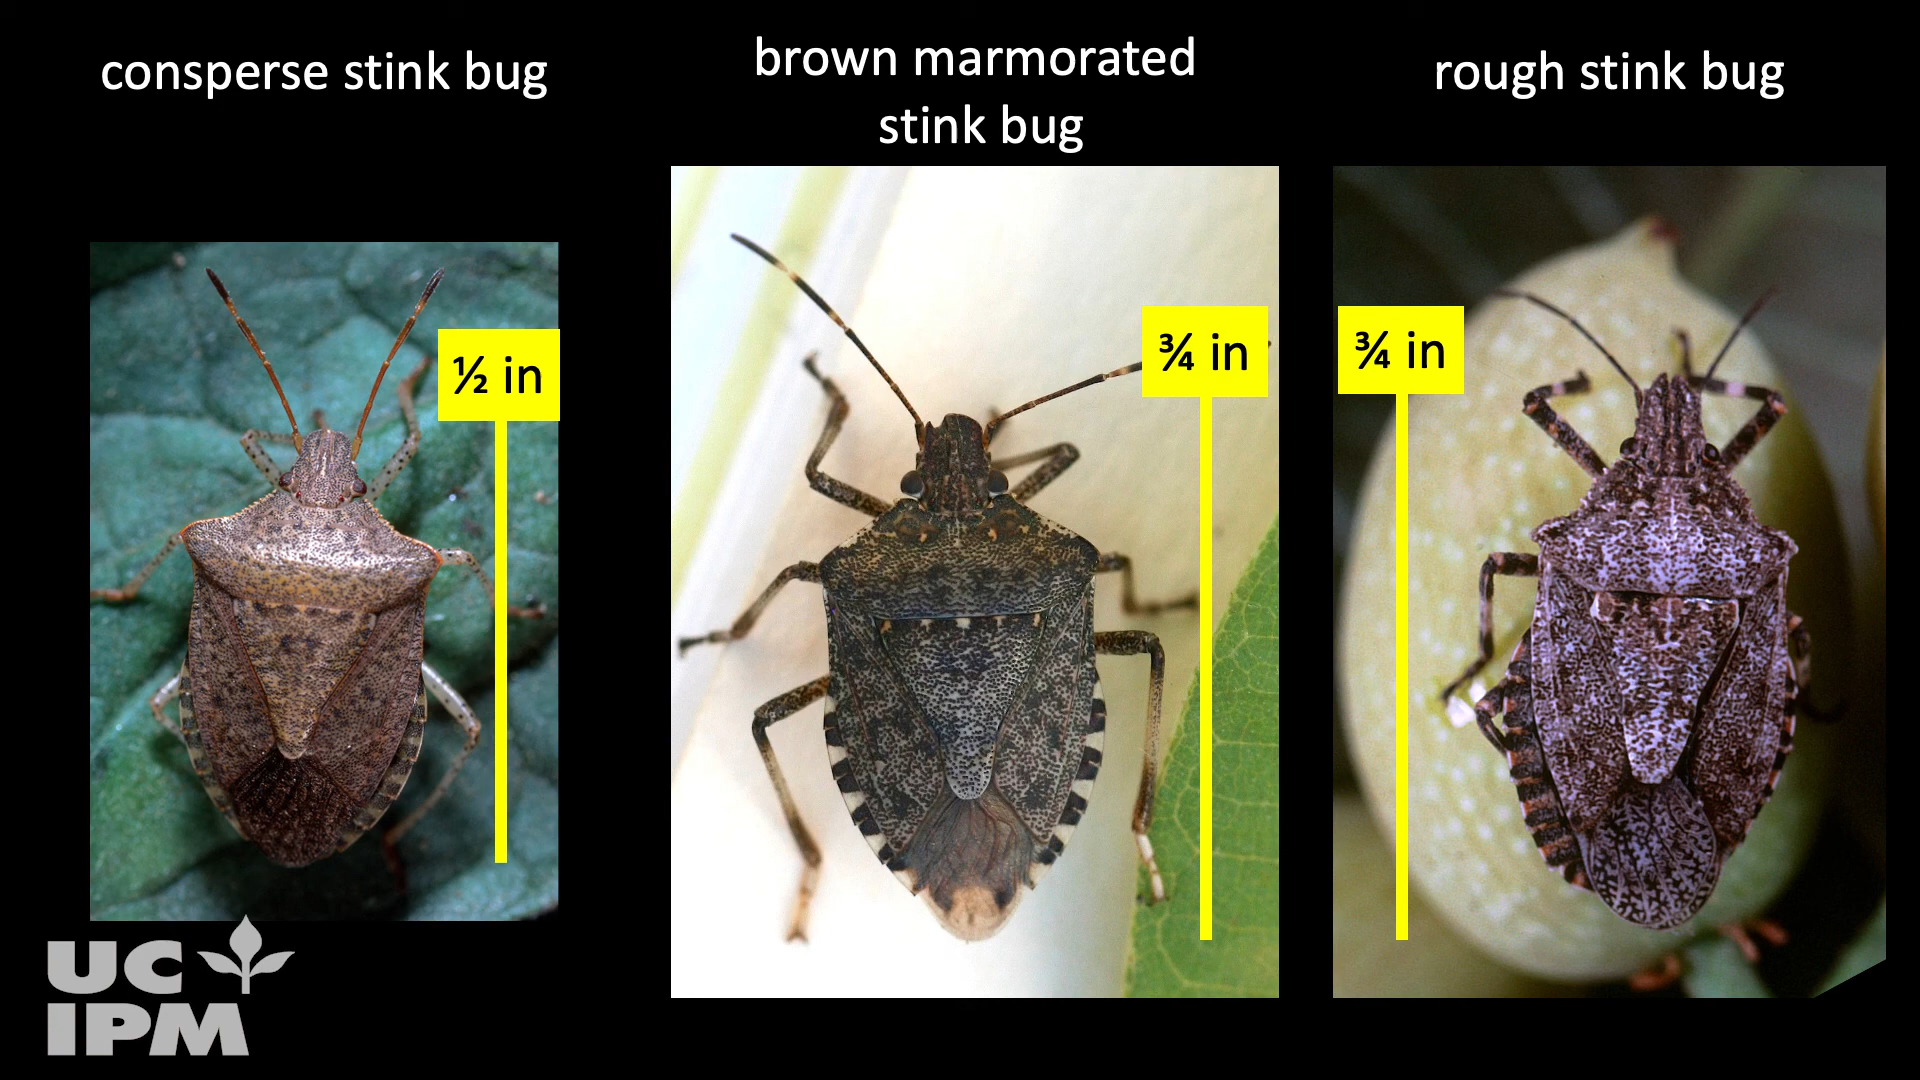 consperse stink bug
brown marmorated
stink bug
rough stink bug
½ in
¾ in
¾ in
UC
IPM